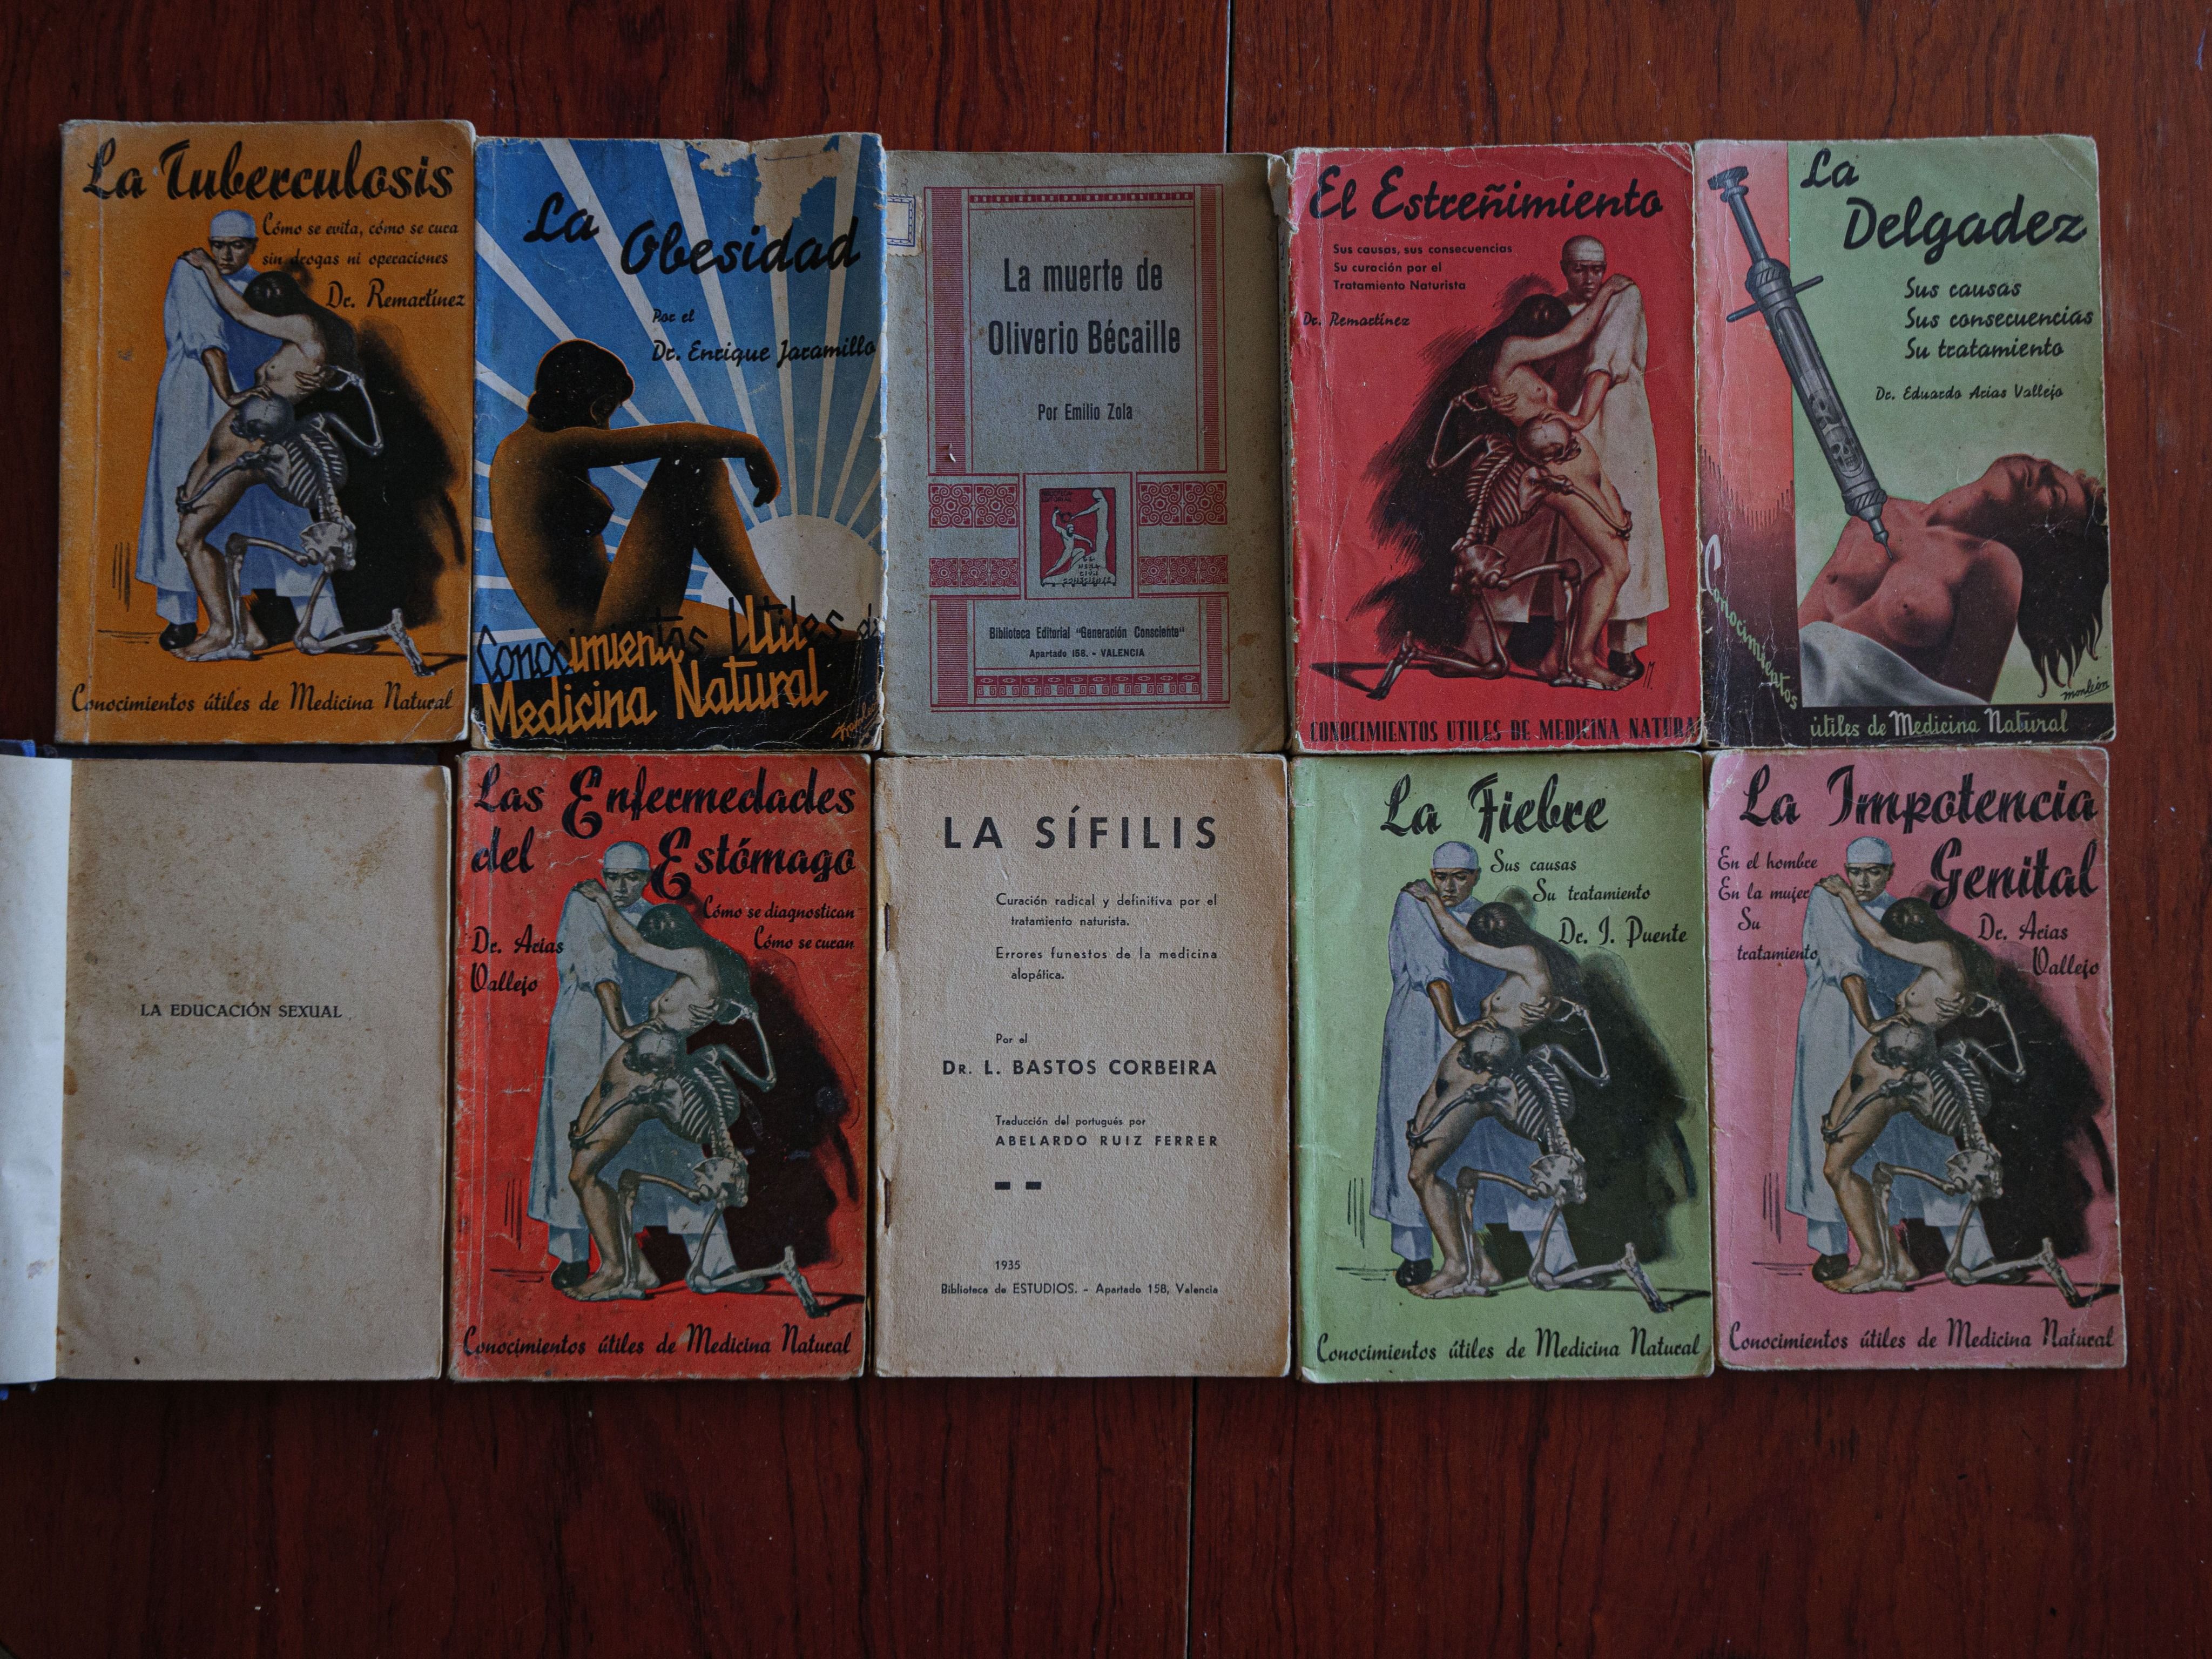 La Tuberculosis
Cómo se evita, cómo se cura
sin drogas ni operaciones
Dr. Remartínez
Conocimientos útiles de Medicina Natural
La
Obesidad
Por el
Dr. Enrique Jaramillo
Conocimientos Utiles de
Medicina Natural
La muerte de
Oliverio Bécaille
Por Emilio Zola
Biblioteca Editorial "Generación Consciente"
Apartado 158. - VALENCIA
El Estreñimiento
Sus causas, sus consecuencias
Su curación por el
Tratamiento Naturista
Dr. Remartínez
M.
CONOCIMIENTOS UTILES DE MEDICINA NATURA
La
Delgadez
Sus causas
Sus consecuencias
Su tratamiento
Dr. Eduardo Arias Vallejo
monleón
Conocimientos
útiles de Medicina Natural
LA EDUCACIÓN SEXUAL
Las Enfermedades
del Estómago
Cómo se diagnostican
Cómo se curan
Dr. Arias
Vallejo
Conocimientos útiles de Medicina Natural
LA SÍFILIS
Curación radical y definitiva por el
tratamiento naturista.
Errores funestos de la medicina
alopática.
Por el
DR. L. BASTOS CORBEIRA
Traducción del portugués por
ABELARDO RUIZ FERRER
1935
Biblioteca de ESTUDIOS. - Apartado 158, Valencia
La Fiebre
Sus causas
Su tratamiento
Dr. I. Puente
Conocimientos útiles de Medicina Natural
La Impotencia
Genital
En el hombre
En la mujer
Su
tratamiento
Dr. Arias
Vallejo
Conocimientos útiles de Medicina Natural